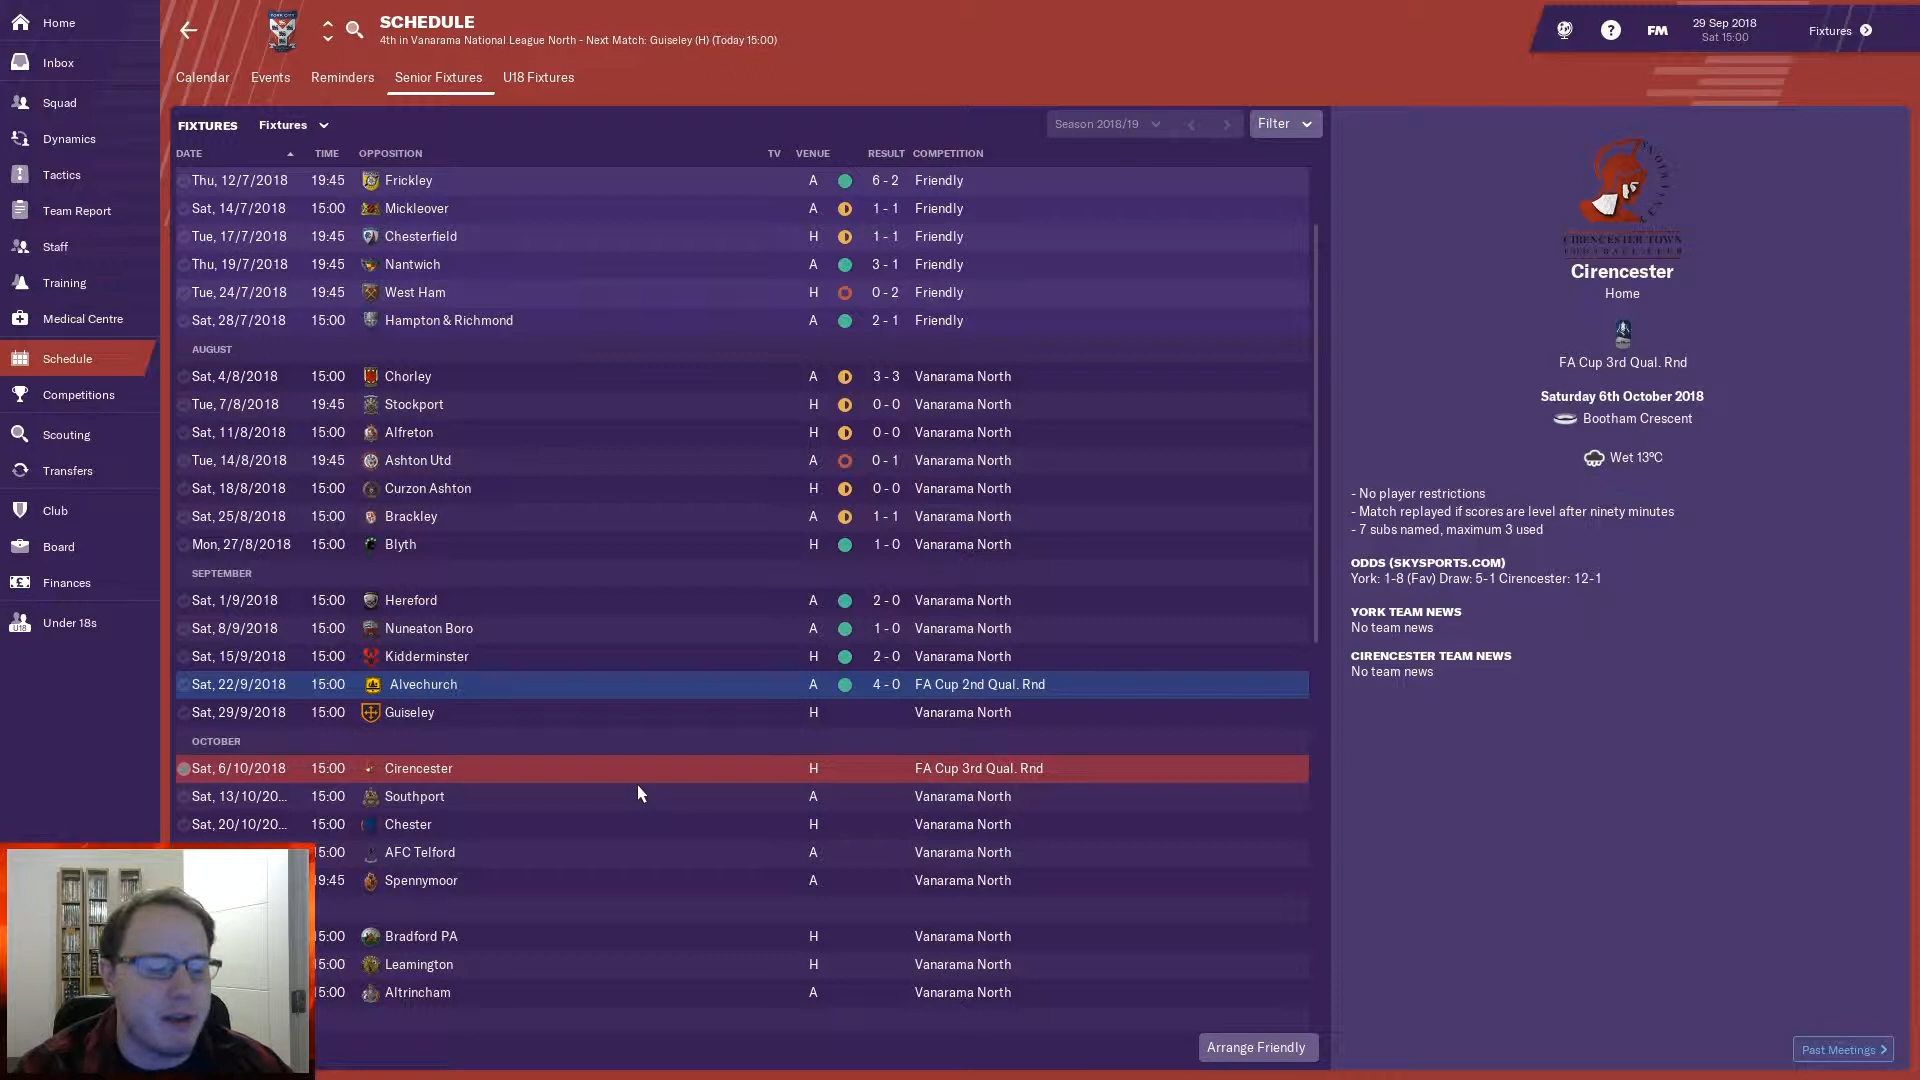 Home
Inbox
Squad
Dynamics
Tactics
Team Report
Staff
Training
Medical Centre
Schedule
Competitions
Scouting
Transfers
Club
Board
Finances
U18
Under 18s
YORK CITY
SCHEDULE
4th in Vanarama National League North - Next Match: Guiseley (H) (Today 15:00)
?
FM
29 Sep 2018
Sat 15:00
Fixtures
Calendar
Events
Reminders
Senior Fixtures
U18 Fixtures
FIXTURES Fixtures
Season 2018/19
Filter
DATE TIME OPPOSITION TV VENUE RESULT COMPETITION
Thu, 12/7/2018 19:45 Frickley A 6 - 2 Friendly
Sat, 14/7/2018 15:00 Mickleover A 1 - 1 Friendly
Tue, 17/7/2018 19:45 Chesterfield H 1 - 1 Friendly
Thu, 19/7/2018 19:45 Nantwich A 3 - 1 Friendly
Tue, 24/7/2018 19:45 West Ham H 0 - 2 Friendly
Sat, 28/7/2018 15:00 Hampton & Richmond A 2 - 1 Friendly
AUGUST
Sat, 4/8/2018 15:00 Chorley A 3 - 3 Vanarama North
Tue, 7/8/2018 19:45 Stockport H 0 - 0 Vanarama North
Sat, 11/8/2018 15:00 Alfreton H 0 - 0 Vanarama North
Tue, 14/8/2018 19:45 Ashton Utd A 0 - 1 Vanarama North
Sat, 18/8/2018 15:00 Curzon Ashton H 0 - 0 Vanarama North
Sat, 25/8/2018 15:00 Brackley A 1 - 1 Vanarama North
Mon, 27/8/2018 15:00 Blyth H 1 - 0 Vanarama North
SEPTEMBER
Sat, 1/9/2018 15:00 Hereford A 2 - 0 Vanarama North
Sat, 8/9/2018 15:00 Nuneaton Boro A 1 - 0 Vanarama North
Sat, 15/9/2018 15:00 Kidderminster H 2 - 0 Vanarama North
Sat, 22/9/2018 15:00 Alvechurch A 4 - 0 FA Cup 2nd Qual. Rnd
Sat, 29/9/2018 15:00 Guiseley H Vanarama North
OCTOBER
Sat, 6/10/2018 15:00 Cirencester H FA Cup 3rd Qual. Rnd
Sat, 13/10/20... 15:00 Southport A Vanarama North
Sat, 20/10/20... 15:00 Chester H Vanarama North
15:00 AFC Telford A Vanarama North
19:45 Spennymoor A Vanarama North
15:00 Bradford PA H Vanarama North
15:00 Leamington H Vanarama North
15:00 Altrincham A Vanarama North
Arrange Friendly
CIRENCESTER TOWN
FOOTBALL CLUB
Cirencester
Home
FA Cup 3rd Qual. Rnd
Saturday 6th October 2018
Bootham Crescent
Wet 13ºC
- No player restrictions
- Match replayed if scores are level after ninety minutes
- 7 subs named, maximum 3 used
ODDS (SKYSPORTS.COM)
York: 1-8 (Fav) Draw: 5-1 Cirencester: 12-1
YORK TEAM NEWS
No team news
CIRENCESTER TEAM NEWS
No team news
Past Meetings